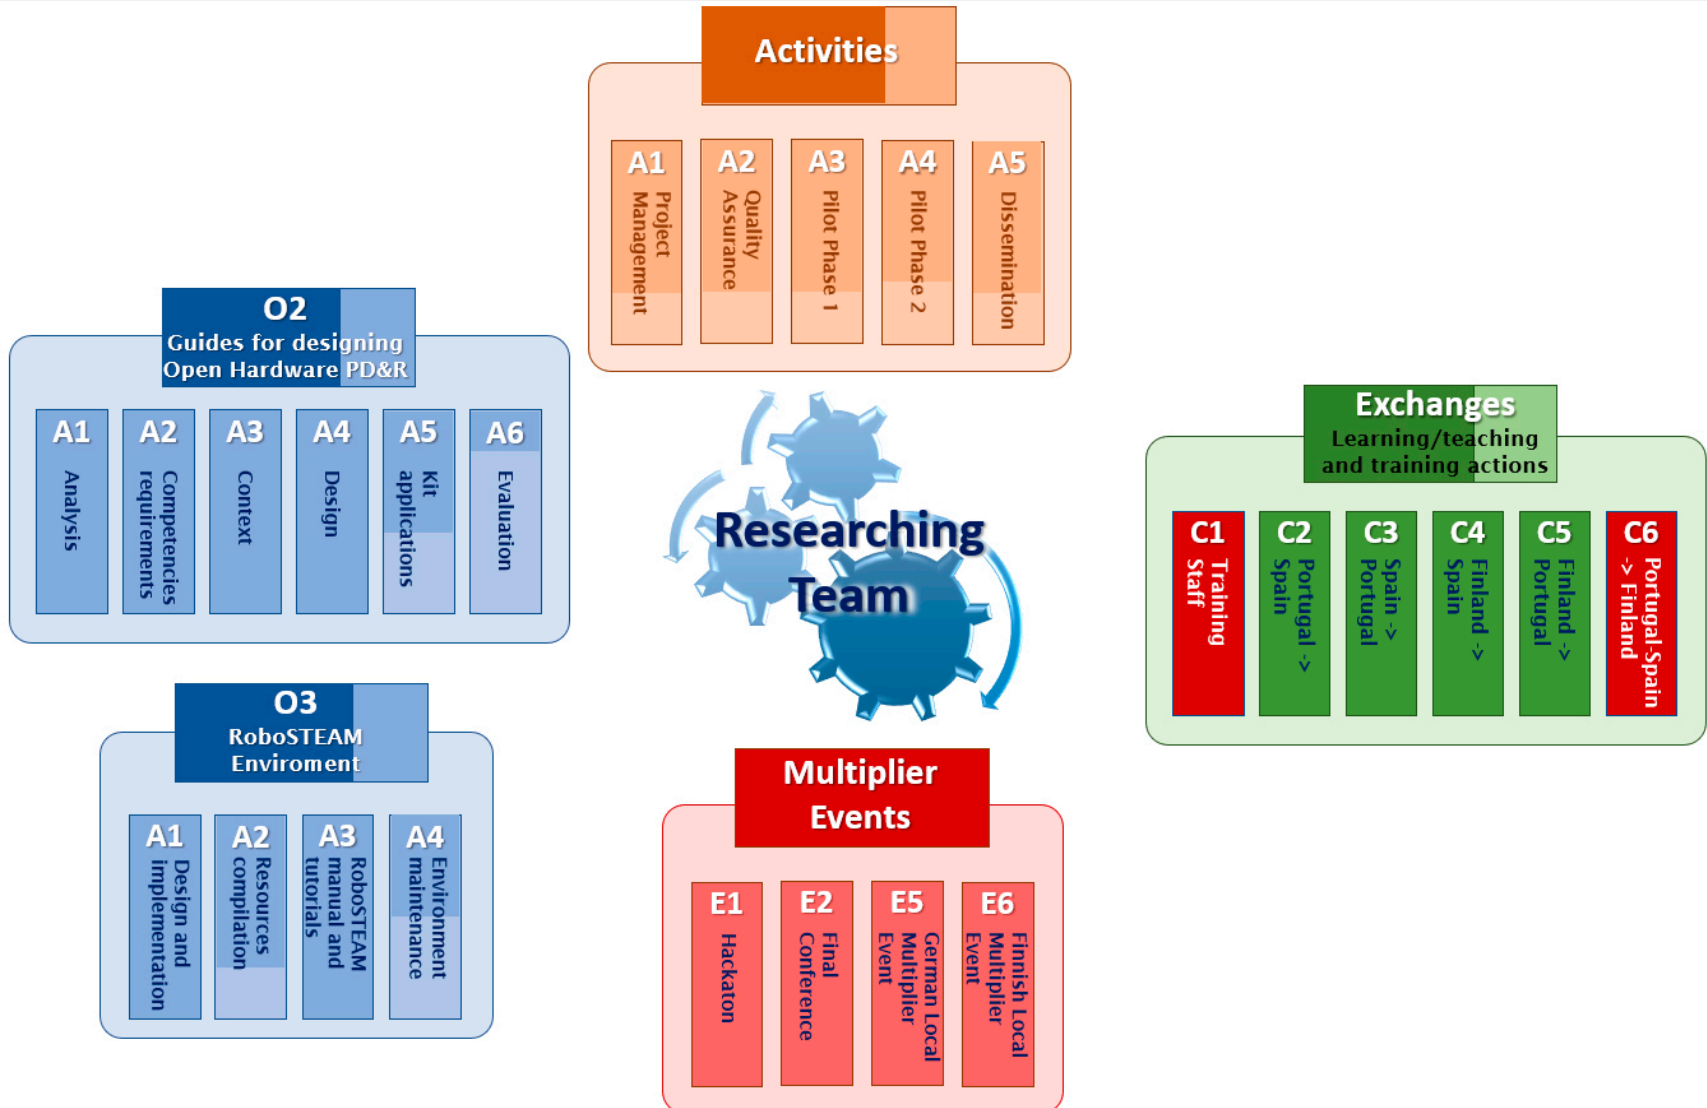 Activities
A1
Project
Management
A2
Quality
Assurance
A3
Pilot Phase 1
A4
Pilot Phase 2
A5
Dissemination
O2
Guides for designing
Open Hardware PD&R
A1
Analysis
A2
Competencies
requirements
A3
Context
A4
Design
A5
Kit
applications
A6
Evaluation
Researching
Team
Exchanges
Learning/teaching
and training actions
C1
Training
Staff
C2
Portugal ->
Spain
C3
Spain ->
Portugal
C4
Finland ->
Spain
C5
Finland ->
Portugal
C6
Portugal-Spain
-> Finland
O3
RoboSTEAM
Enviroment
A1
Design and
implementation
A2
Resources
compilation
A3
RoboSTEAM
manual and
tutorials
A4
Environment
maintenance
Multiplier
Events
E1
Hackaton
E2
Final
Conference
E5
German Local
Multiplier
Event
E6
Finnish Local
Multiplier
Event